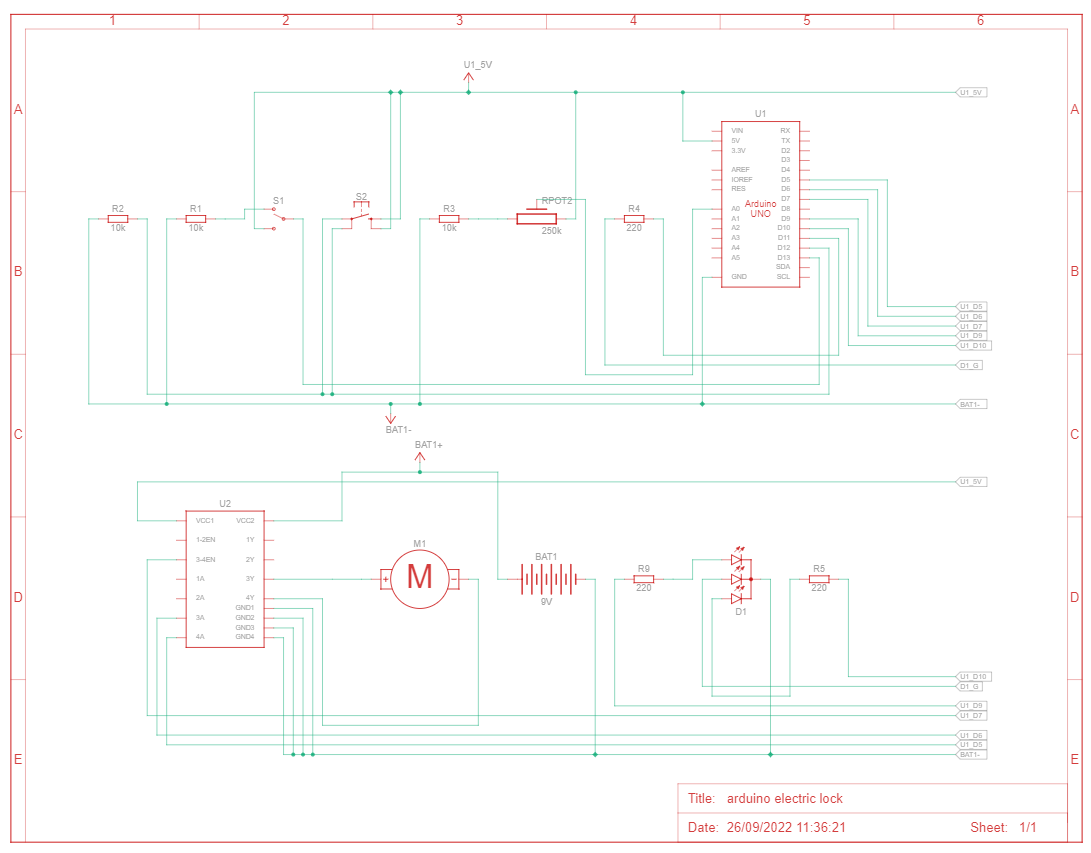 1 2 3 4 5 6
U1_5V
A A
U1_5V
U1
VIN RX
5V TX
3.3V D2
D3
AREF D4
IOREF D5
RES D6
D7
A0 D8
A1 D9
A2 D10
A3 D11
A4 D12
A5 D13
SDA
GND SCL
Arduino
UNO
S1
S2
RPOT2
250k
R2
10k
R1
10k
R3
10k
R4
220
B B
U1_D5
U1_D6
U1_D7
U1_D9
U1_D10
D1_G
BAT1-
BAT1-
C C
BAT1+
U1_5V
U2
VCC1 VCC2
1-2EN 1Y
3-4EN 2Y
1A 3Y
2A 4Y
GND1
3A GND2
GND3
4A GND4
M1
+ M -
BAT1
9V
R9
220
D1
R5
220
D D
U1_D10
D1_G
U1_D9
U1_D7
U1_D6
U1_D5
BAT1-
E E
Title: arduino electric lock
Date: 26/09/2022 11:36:21 Sheet: 1/1